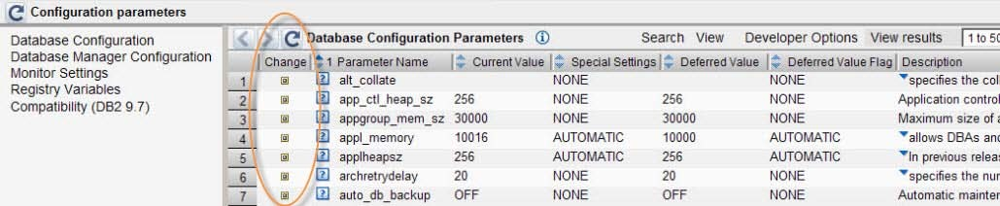 Configuration parameters
Database Configuration
Database Manager Configuration
Monitor Settings
Registry Variables
Compatibility (DB2 9.7)
Database Configuration Parameters Search View Developer Options View results 1 to 50
Change 1 Parameter Name Current Value Special Settings Deferred Value Deferred Value Flag Description
1 alt_collate NONE NONE specifies the coll
2 app_ctl_heap_sz 256 NONE 256 NONE Application control
3 appgroup_mem_sz 30000 NONE 30000 NONE Maximum size of a
4 appl_memory 10016 AUTOMATIC 10000 AUTOMATIC allows DBAs and
5 applheapsz 256 AUTOMATIC 256 AUTOMATIC In previous relea
6 archretrydelay 20 NONE 20 NONE specifies the num
7 auto_db_backup OFF NONE OFF NONE Automatic mainten